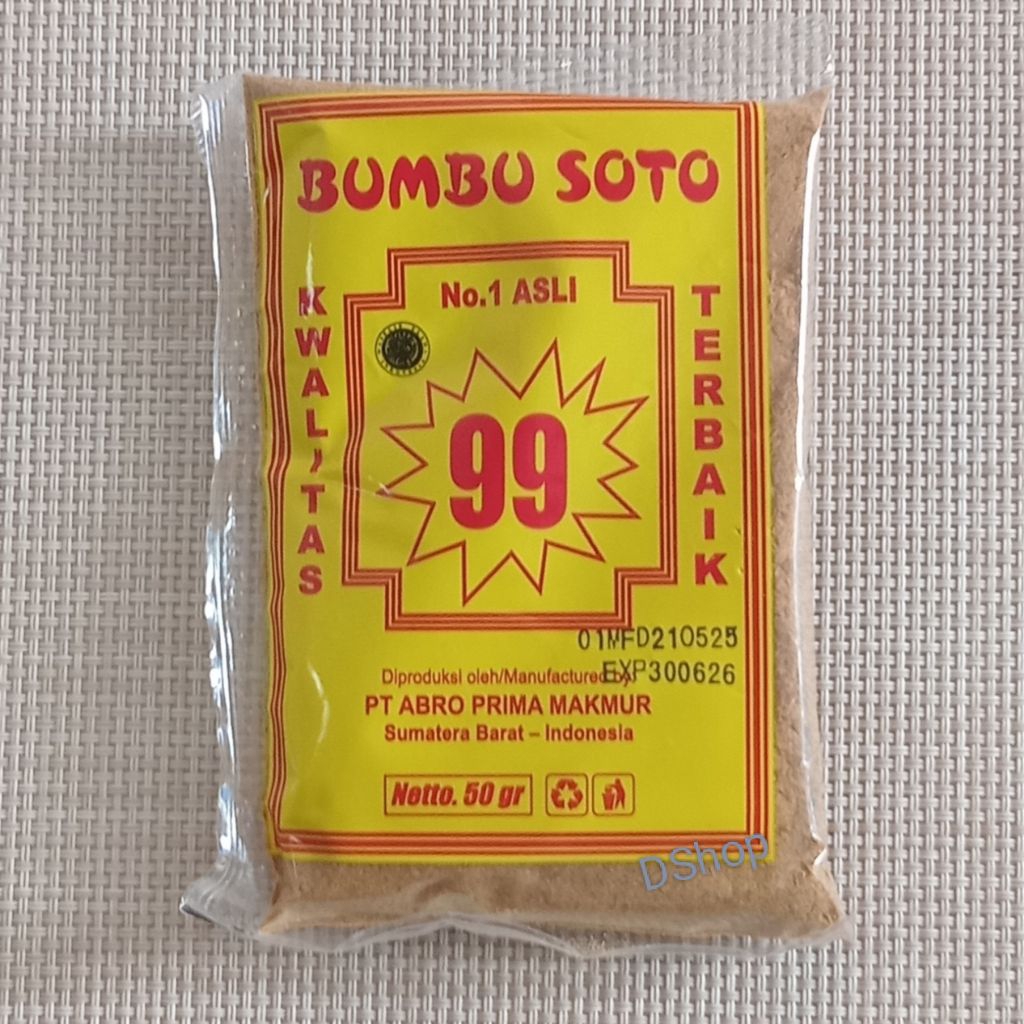 BUMBU SOTO
KWALITAS
No.1 ASLI
99
TERBAIK
01MFD210525
EXP300626
Diproduksi oleh/Manufactured by:
PT ABRO PRIMA MAKMUR
Sumatera Barat – Indonesia
Netto. 50 gr
DShop